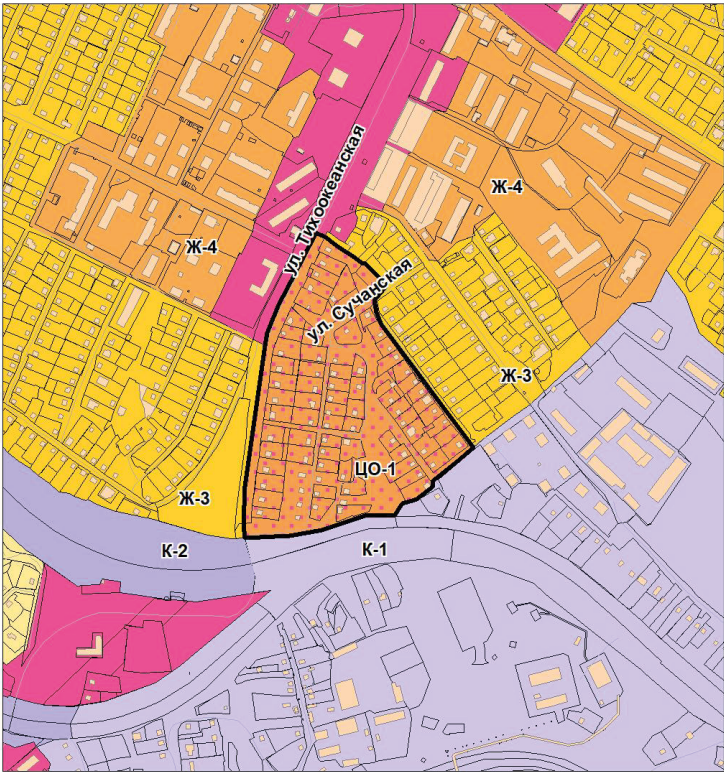 ул. Тихоокеанская
Ж-4
Ж-4
ул. Сучанская
Ж-3
ЦО-1
Ж-3
К-2
К-1